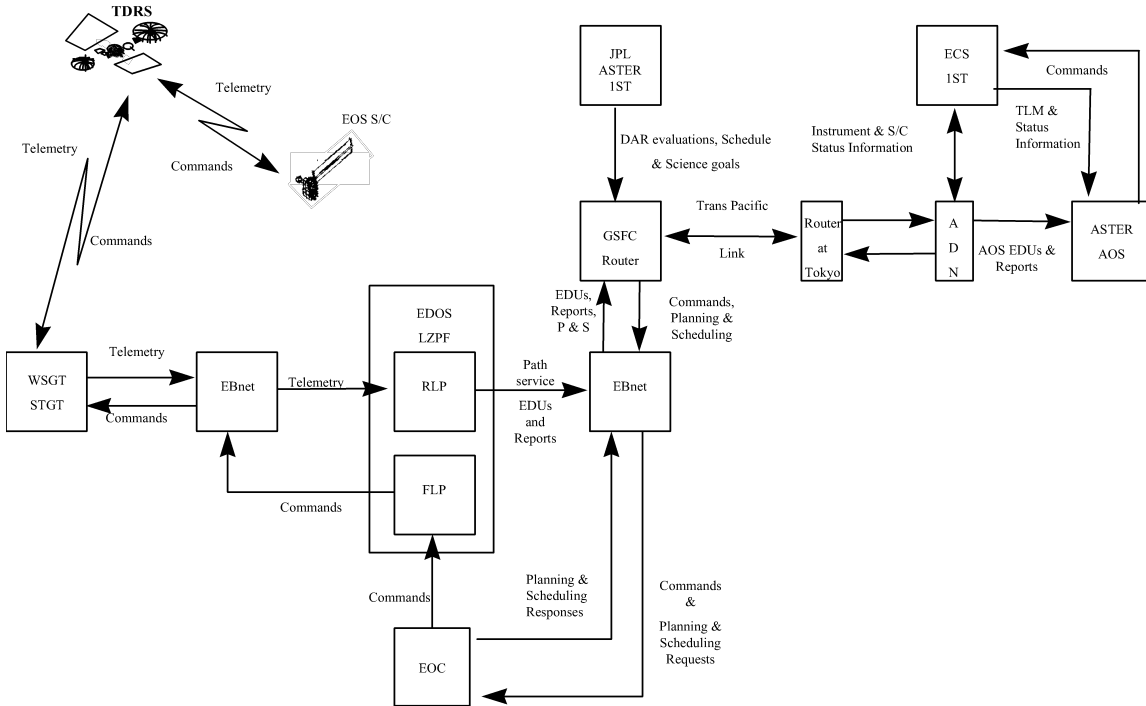 TDRS
Telemetry
EOS S/C
Commands
Telemetry
Commands
JPL
ASTER
1ST
DAR evaluations, Schedule
& Science goals
ECS
1ST
Commands
TLM &
Status
Information
Instrument & S/C
Status Information
GSFC
Router
Trans Pacific
Link
Router
at
Tokyo
A
D
N
AOS EDUs &
Reports
ASTER
AOS
EDUs,
Reports,
P & S
Commands,
Planning &
Scheduling
EDOS
LZPF
WSGT
STGT
Telemetry
Commands
EBnet
Telemetry
RLP
Path
service
EDUs
and
Reports
EBnet
FLP
Commands
Commands
Planning &
Scheduling
Responses
Commands
&
Planning &
Scheduling
Requests
EOC